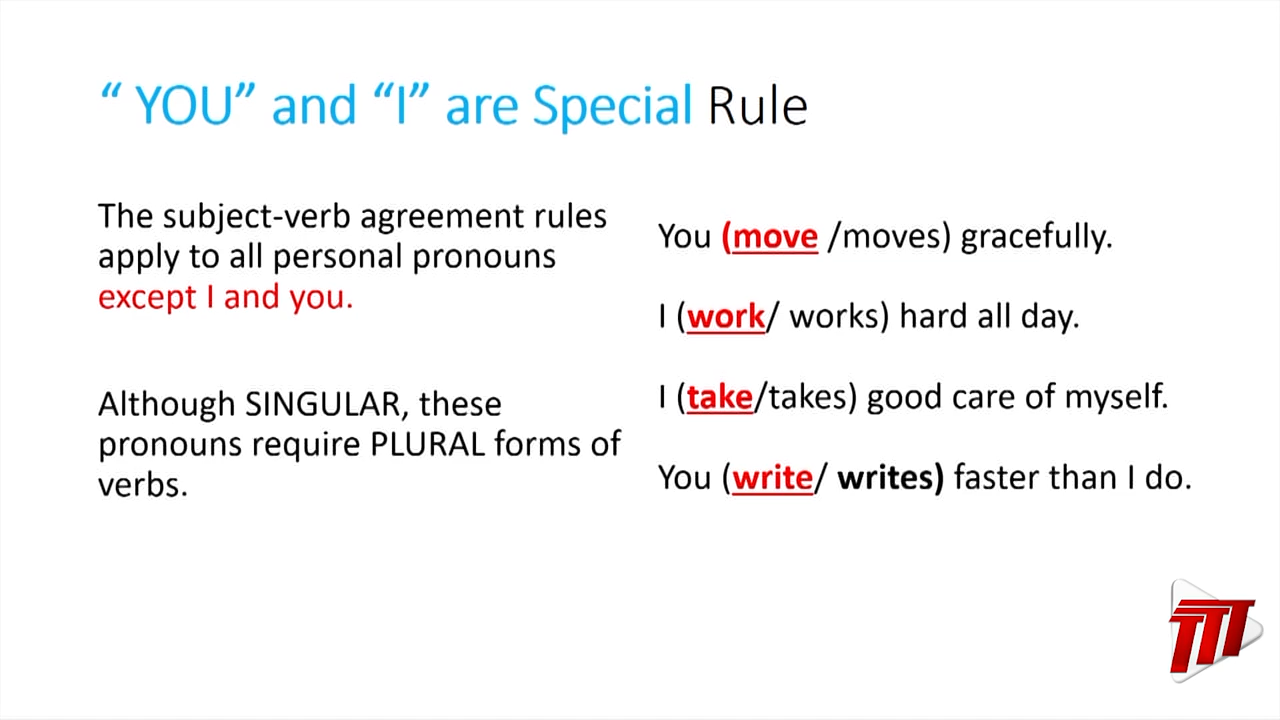 “ YOU” and “I” are Special Rule
The subject-verb agreement rules
apply to all personal pronouns
except I and you.
Although SINGULAR, these
pronouns require PLURAL forms of
verbs.
You (move /moves) gracefully.
I (work/ works) hard all day.
I (take/takes) good care of myself.
You (write/ writes) faster than I do.
TTT